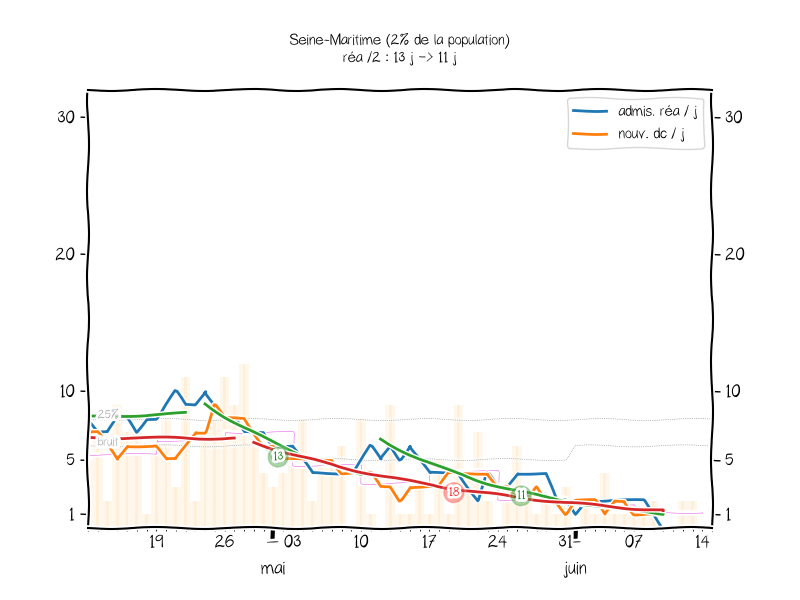 Seine-Maritime (2% de la population)
réa /2 : 13 j -> 11 j
admis. réa / j
nouv. dc / j
30
30
20
20
10
10
25%
bruit
5
5
13
18
11
1
1
19 26 03 10 17 24 31 07 14
mai juin